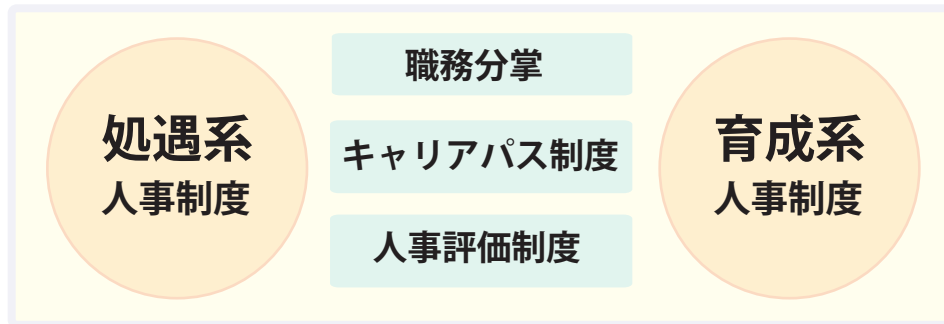 処遇系
人事制度
職務分掌
キャリアパス制度
人事評価制度
育成系
人事制度